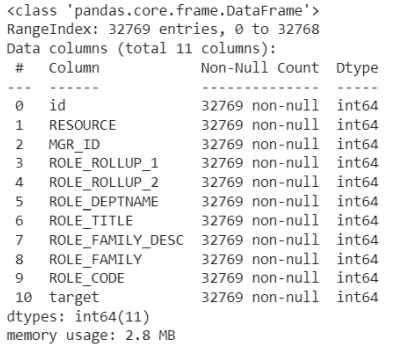 <class 'pandas.core.frame.DataFrame'>
RangeIndex: 32769 entries, 0 to 32768
Data columns (total 11 columns):
 #   Column            Non-Null Count  Dtype
---  ------            --------------  -----
 0   id                32769 non-null  int64
 1   RESOURCE          32769 non-null  int64
 2   MGR_ID            32769 non-null  int64
 3   ROLE_ROLLUP_1     32769 non-null  int64
 4   ROLE_ROLLUP_2     32769 non-null  int64
 5   ROLE_DEPTNAME     32769 non-null  int64
 6   ROLE_TITLE        32769 non-null  int64
 7   ROLE_FAMILY_DESC  32769 non-null  int64
 8   ROLE_FAMILY       32769 non-null  int64
 9   ROLE_CODE         32769 non-null  int64
 10  target            32769 non-null  int64
dtypes: int64(11)
memory usage: 2.8 MB